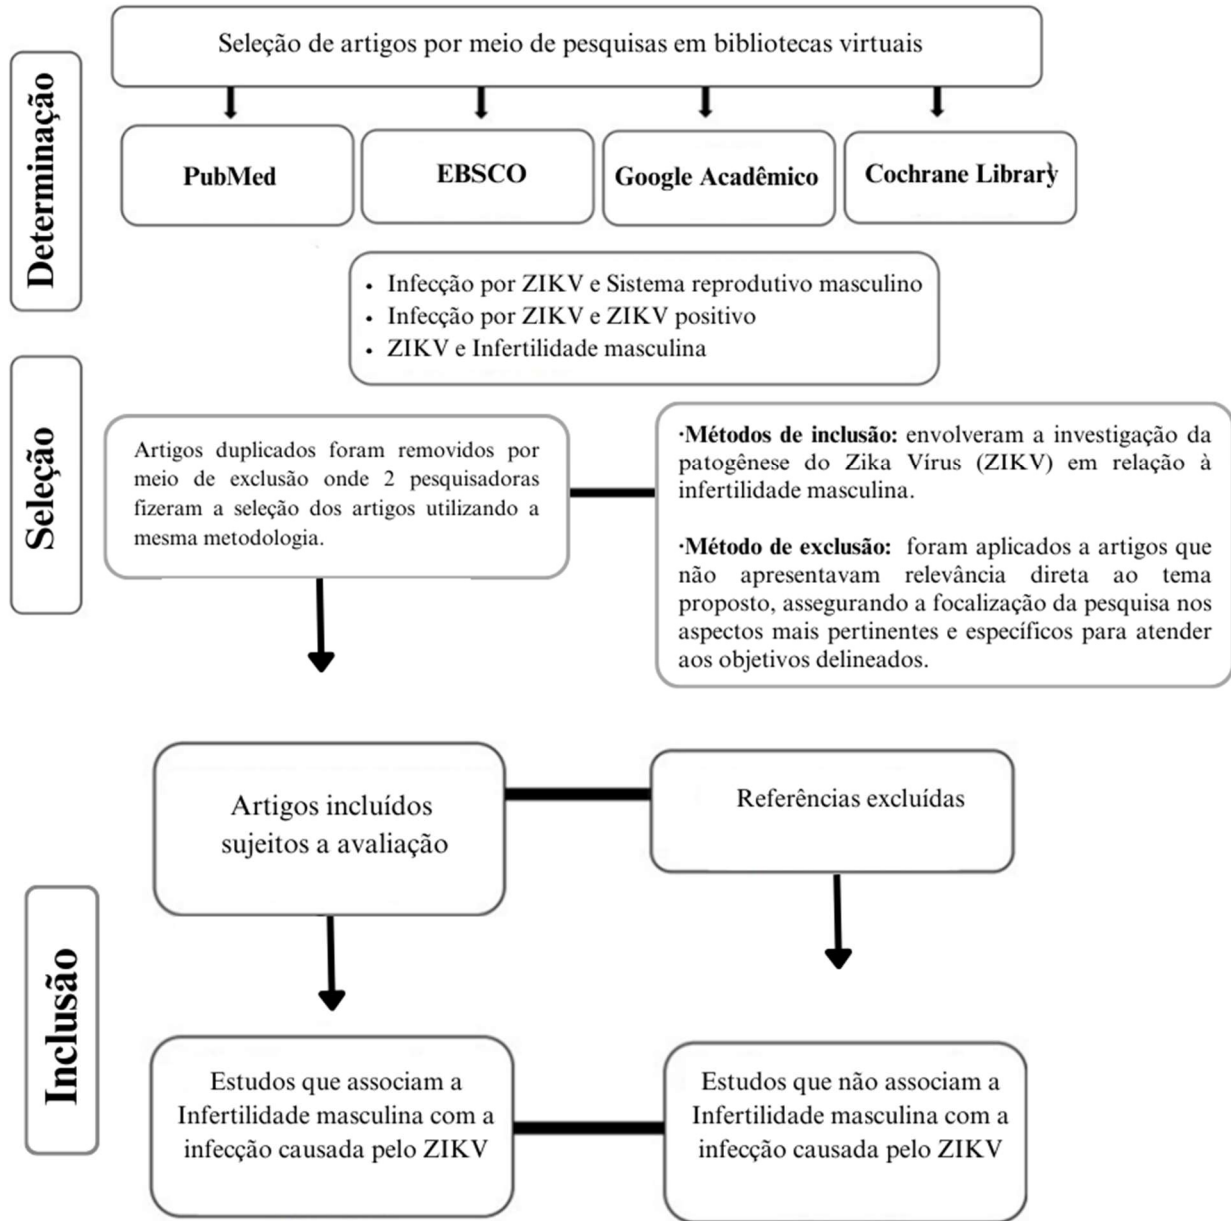 Determinação
Seleção de artigos por meio de pesquisas em bibliotecas virtuais
PubMed
EBSCO
Google Acadêmico
Cochrane Library
• Infecção por ZIKV e Sistema reprodutivo masculino
• Infecção por ZIKV e ZIKV positivo
• ZIKV e Infertilidade masculina
Seleção
Artigos duplicados foram removidos por
meio de exclusão onde 2 pesquisadoras
fizeram a seleção dos artigos utilizando a
mesma metodologia.
·Métodos de inclusão: envolveram a investigação da
patogênese do Zika Vírus (ZIKV) em relação à
infertilidade masculina.
·Método de exclusão: foram aplicados a artigos que
não apresentavam relevância direta ao tema
proposto, assegurando a focalização da pesquisa nos
aspectos mais pertinentes e específicos para atender
aos objetivos delineados.
Artigos incluídos
sujeitos a avaliação
Referências excluídas
Inclusão
Estudos que associam a
Infertilidade masculina com a
infecção causada pelo ZIKV
Estudos que não associam a
Infertilidade masculina com a
infecção causada pelo ZIKV